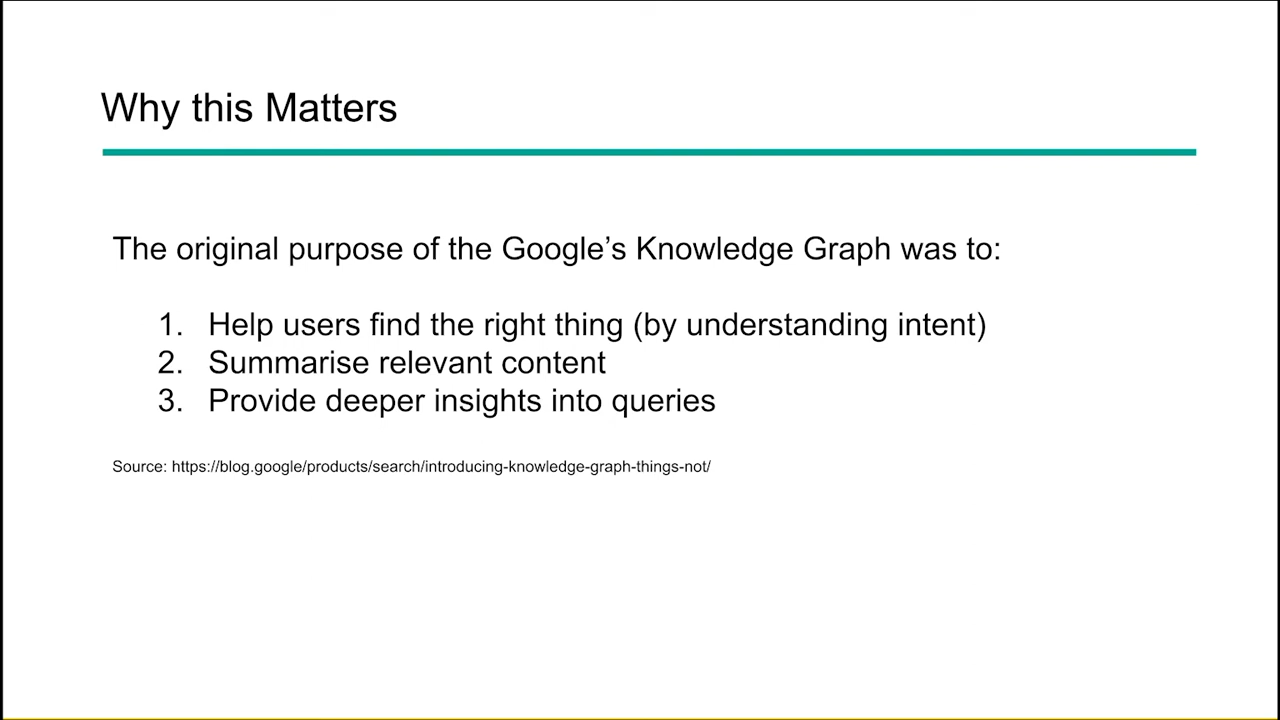 Why this Matters
The original purpose of the Google’s Knowledge Graph was to:
1. Help users find the right thing (by understanding intent)
2. Summarise relevant content
3. Provide deeper insights into queries
Source: https://blog.google/products/search/introducing-knowledge-graph-things-not/